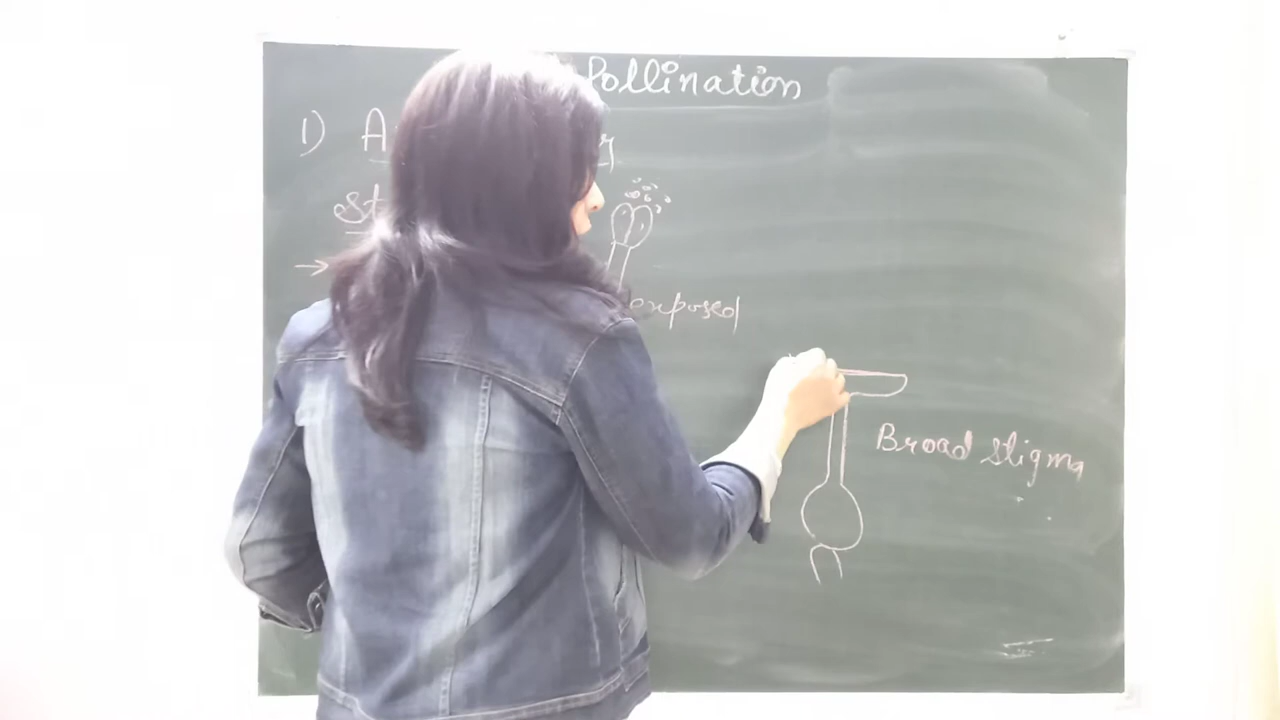 Pollination
1) A
St
→
exposed
Broad stigma